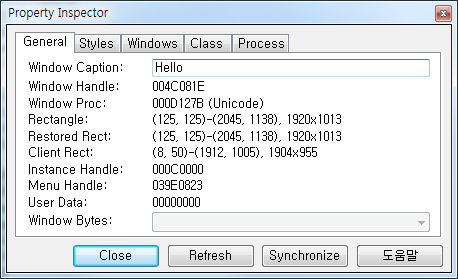 Property Inspector
General Styles Windows Class Process
Window Caption: Hello
Window Handle: 004C081E
Window Proc: 000D127B (Unicode)
Rectangle: (125, 125)-(2045, 1138), 1920x1013
Restored Rect: (125, 125)-(2045, 1138), 1920x1013
Client Rect: (8, 50)-(1912, 1005), 1904x955
Instance Handle: 000C0000
Menu Handle: 039E0823
User Data: 00000000
Window Bytes:
Close Refresh Synchronize 도움말